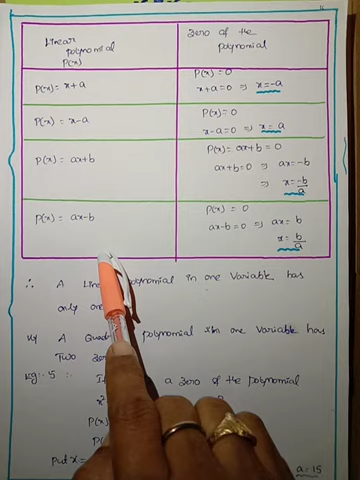 Linear polynomial P(x)
Zero of the polynomial
P(x) = x+a
P(x) = 0
x+a=0 ⇒ x=-a
P(x) = x-a
P(x) = 0
x-a=0 ⇒ x=a
P(x) = ax+b
P(x) = ax+b = 0
ax+b=0 ⇒ ax=-b
⇒ x=-b/a
P(x) = ax-b
P(x) = 0
ax-b=0 ⇒ ax=b
x=b/a
∴ A in one variable has
only
A polynomial in one variable has
Two
Eg:- 5 :- a zero of the polynomial
x²
P(x)
P(
Put x =
a=15